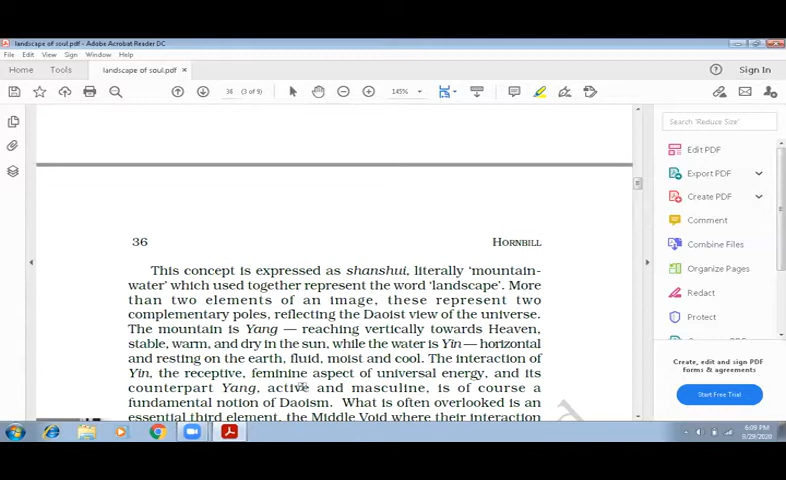 landscape of soul.pdf - Adobe Acrobat Reader DC
File Edit View Sign Window Help
Home Tools landscape of soul.pdf × Sign In
36 (3 of 9) 145%
Search 'Reduce Size'
Edit PDF
Export PDF
Create PDF
Comment
Combine Files
Organize Pages
Redact
Protect
Create, edit and sign PDF
forms & agreements
Start Free Trial
36 HORNBILL
This concept is expressed as shanshui, literally ‘mountain-
water’ which used together represent the word ‘landscape’. More
than two elements of an image, these represent two
complementary poles, reflecting the Daoist view of the universe.
The mountain is Yang — reaching vertically towards Heaven,
stable, warm, and dry in the sun, while the water is Yin — horizontal
and resting on the earth, fluid, moist and cool. The interaction of
Yin, the receptive, feminine aspect of universal energy, and its
counterpart Yang, active and masculine, is of course a
fundamental notion of Daoism. What is often overlooked is an
essential third element, the Middle Void where their interaction
d
6:09 PM
3/29/2020